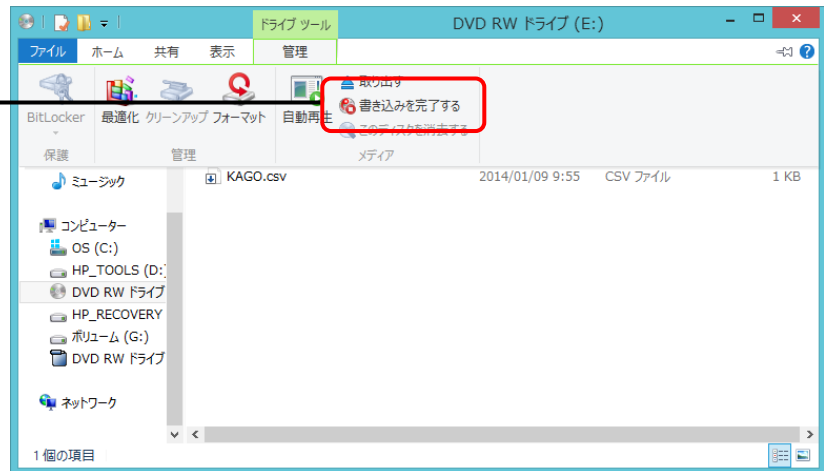 ドライブ ツール
DVD RW ドライブ (E:)
ファイル ホーム 共有 表示 管理
取り出す
書き込みを完了する
このディスクを消去する
BitLocker 最適化 クリーンアップ フォーマット 自動再生
保護 管理 メディア
ミュージック
KAGO.csv 2014/01/09 9:55 CSV ファイル 1 KB
コンピューター
OS (C:)
HP_TOOLS (D:)
DVD RW ドライブ
HP_RECOVERY
ボリューム (G:)
DVD RW ドライブ
ネットワーク
1 個の項目